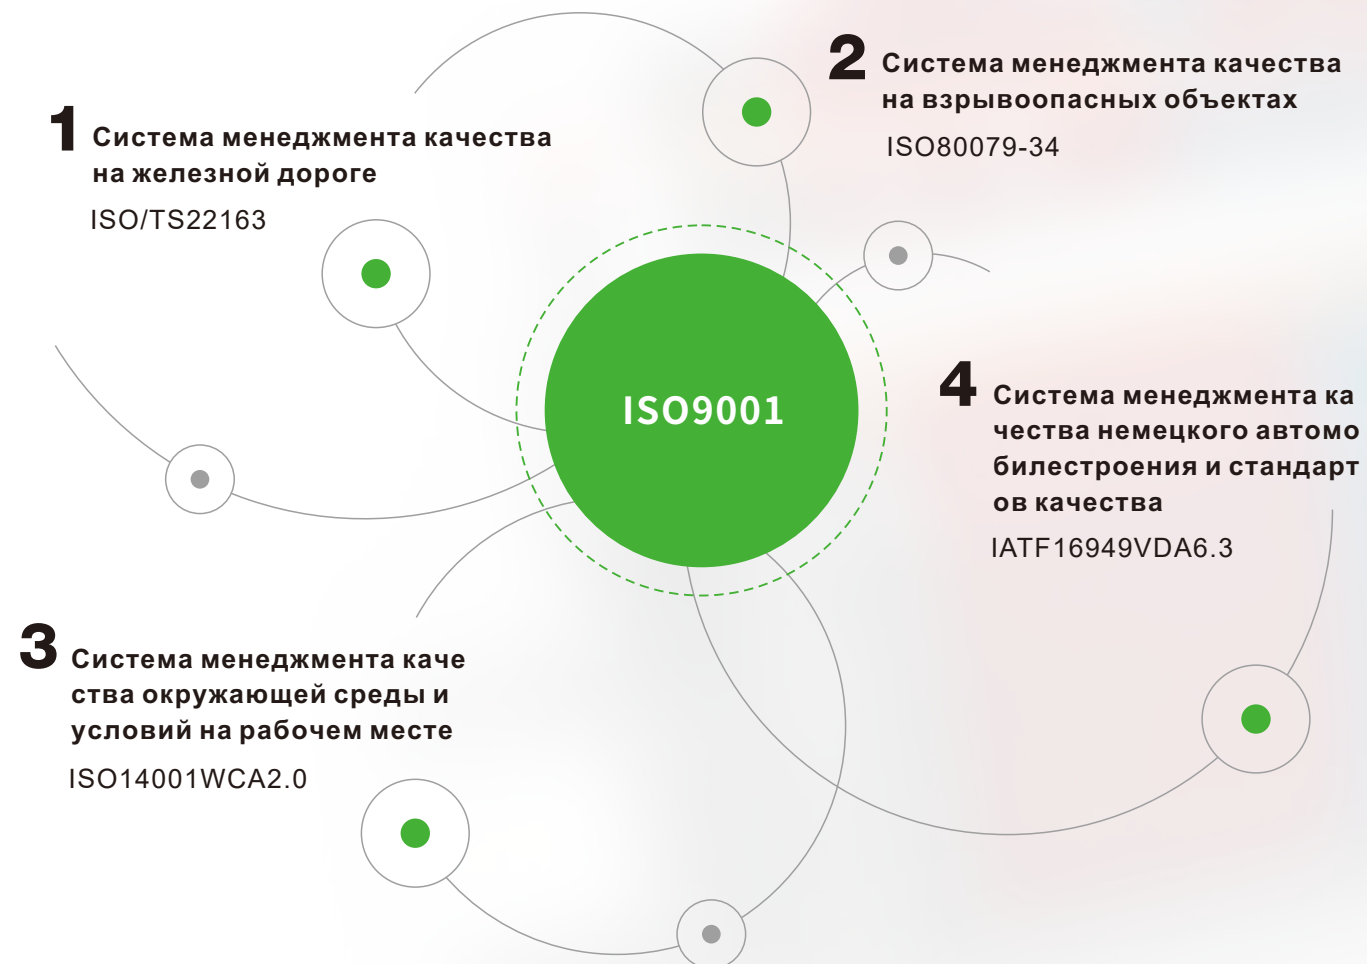 1
Система менеджмента качества
на железной дороге
ISO/TS22163
2
Система менеджмента качества
на взрывоопасных объектах
ISO80079-34
ISO9001
3
Система менеджмента каче
ства окружающей среды и
условий на рабочем месте
ISO14001WCA2.0
4
Система менеджмента ка
чества немецкого автомо
билестроения и стандарт
ов качества
IATF16949VDA6.3